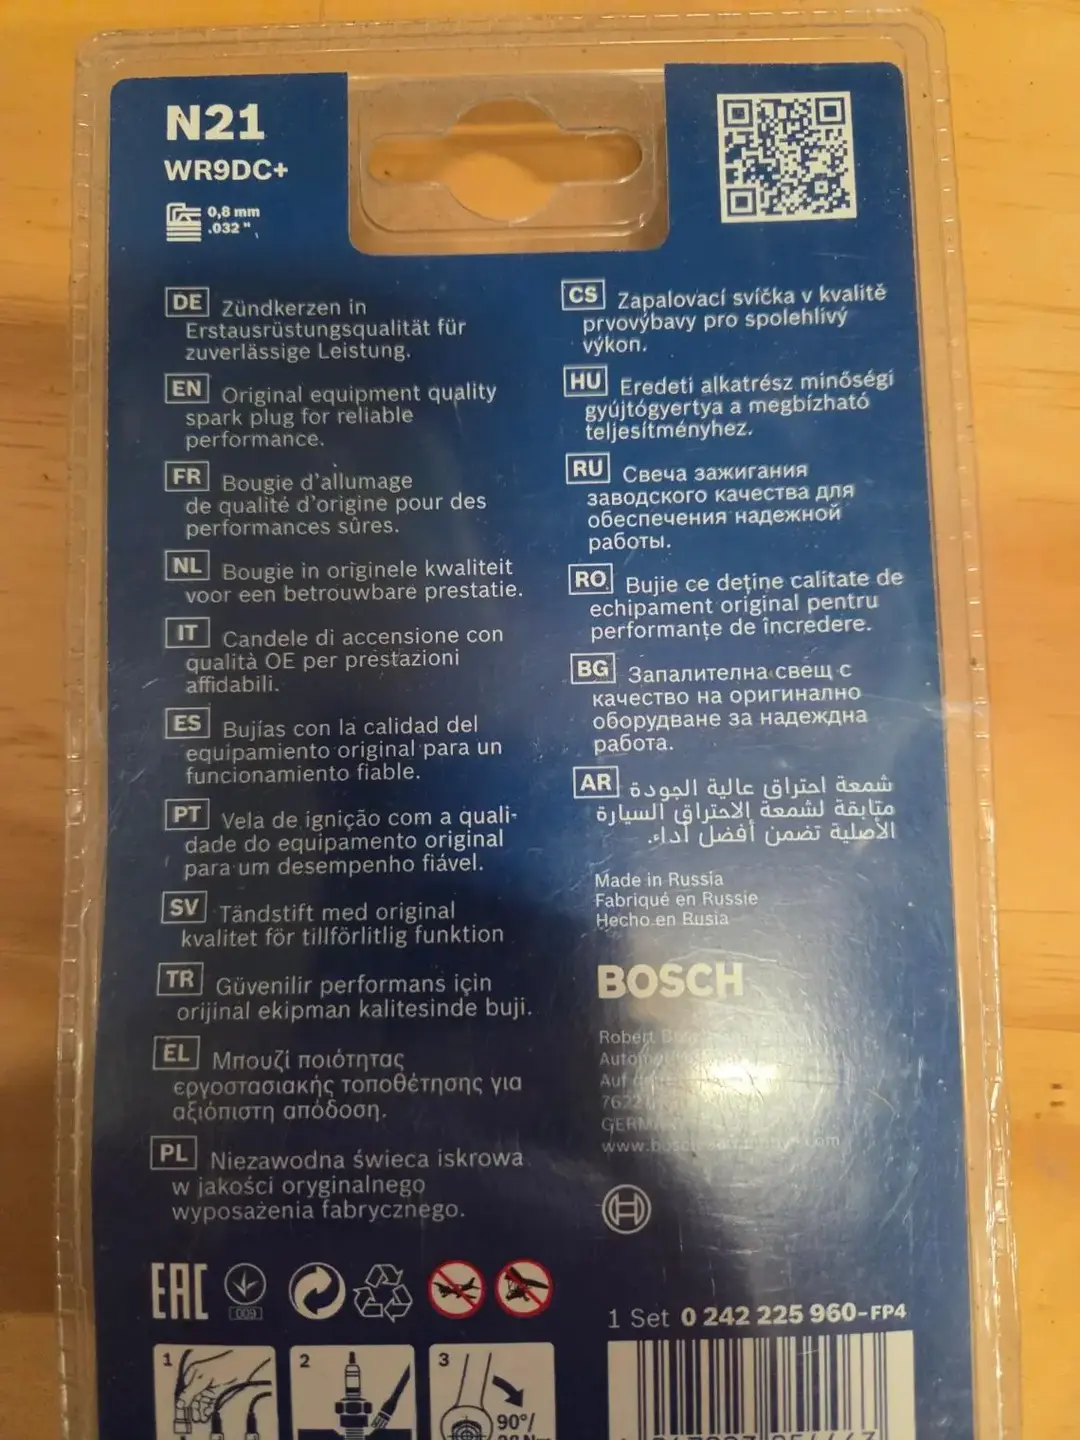 N21
WR9DC+
0,8 mm
.032 "
DE Zündkerzen in
Erstausrüstungsqualität für
zuverlässige Leistung.
EN Original equipment quality
spark plug for reliable
performance.
FR Bougie d'allumage
de qualité d'origine pour des
performances sûres.
NL Bougie in originele kwaliteit
voor een betrouwbare prestatie.
IT Candele di accensione con
qualità OE per prestazioni
affidabili.
ES Bujías con la calidad del
equipamiento original para un
funcionamiento fiable.
PT Vela de ignição com a quali-
dade do equipamento original
para um desempenho fiável.
SV Tändstift med original
kvalitet för tillförlitlig funktion
TR Güvenilir performans için
orijinal ekipman kalitesinde buji.
EL Μπουζί ποιότητας
εργοστασιακής τοποθέτησης για
αξιόπιστη απόδοση.
PL Niezawodna świeca iskrowa
w jakości oryginalnego
wyposażenia fabrycznego.
CS Zapalovací svíčka v kvalitě
prvovýbavy pro spolehlivý
výkon.
HU Eredeti alkatrész minőségi
gyújtógyertya a megbízható
teljesítményhez.
RU Свеча зажигания
заводского качества для
обеспечения надежной
работы.
RO Bujie ce deține calitate de
echipament original pentru
performanțe de încredere.
BG Запалителна свещ с
качество на оригинално
оборудване за надеждна
работа.
AR شمعة احتراق عالية الجودة
متابقة لشمعة الاحتراق السيارة
الأصلية تضمن أفضل أداء.
Made in Russia
Fabriqué en Russie
Hecho en Rusia
BOSCH
Robert
Auf
EAC
009
1 Set 0 242 225 960-FP4
1
2
3
90°/